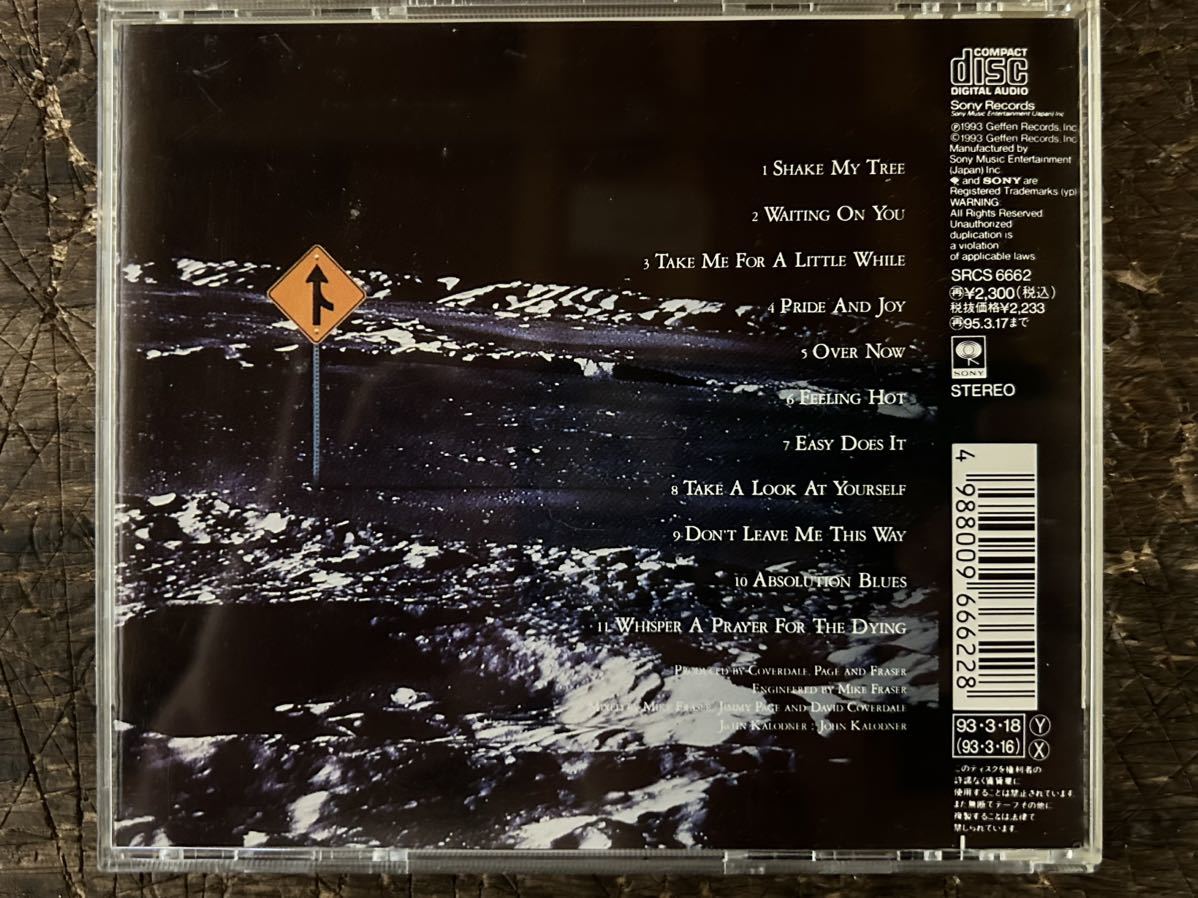 1 SHAKE MY TREE
2 WAITING ON YOU
3 TAKE ME FOR A LITTLE WHILE
4 PRIDE AND JOY
5 OVER NOW
6 FEELING HOT
7 EASY DOES IT
8 TAKE A LOOK AT YOURSELF
9 DON'T LEAVE ME THIS WAY
10 ABSOLUTION BLUES
11 WHISPER A PRAYER FOR THE DYING
PRODUCED BY COVERDALE, PAGE AND FRASER
ENGINEERED BY MIKE FRASER
MIXED BY MIKE FRASER, JIMMY PAGE AND DAVID COVERDALE
JOHN KALODNER : JOHN KALODNER
COMPACT
disc
DIGITAL AUDIO
Sony Records
Sony Music Entertainment (Japan) Inc
Ⓟ1993 Geffen Records, Inc.
©1993 Geffen Records, Inc.
Manufactured by
Sony Music Entertainment
(Japan) Inc.
and SONY are
Registered Trademarks (yp)
WARNING:
All Rights Reserved.
Unauthorized
duplication is
a violation
of applicable laws.
SRCS 6662
再¥2,300(税込)
税抜価格¥2,233
再95.3.17まで
SONY
STEREO
4 988009 666228
93・3・18 Ⓨ
(93・3・16) Ⓧ
このディスクを権利者の
許諾なく賃貸業に
使用することは禁止されています。
また無断でテープその他に
複製することは法律で
禁じられています。